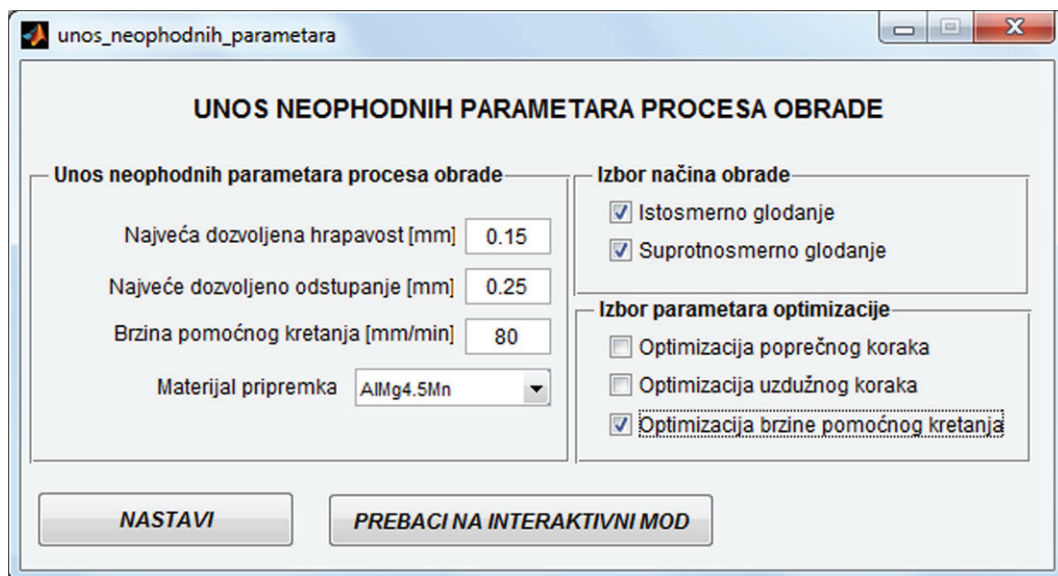 unos_neophodnih_parametara
UNOS NEOPHODNIH PARAMETARA PROCESA OBRADE
Unos neophodnih parametara procesa obrade
Najveća dozvoljena hrapavost [mm] 0.15
Najveće dozvoljeno odstupanje [mm] 0.25
Brzina pomoćnog kretanja [mm/min] 80
Materijal pripremka AlMg4.5Mn
Izbor načina obrade
Istosmerno glodanje
Suprotnosmerno glodanje
Izbor parametara optimizacije
Optimizacija poprečnog koraka
Optimizacija uzdužnog koraka
Optimizacija brzine pomoćnog kretanja
NASTAVI
PREBACI NA INTERAKTIVNI MOD